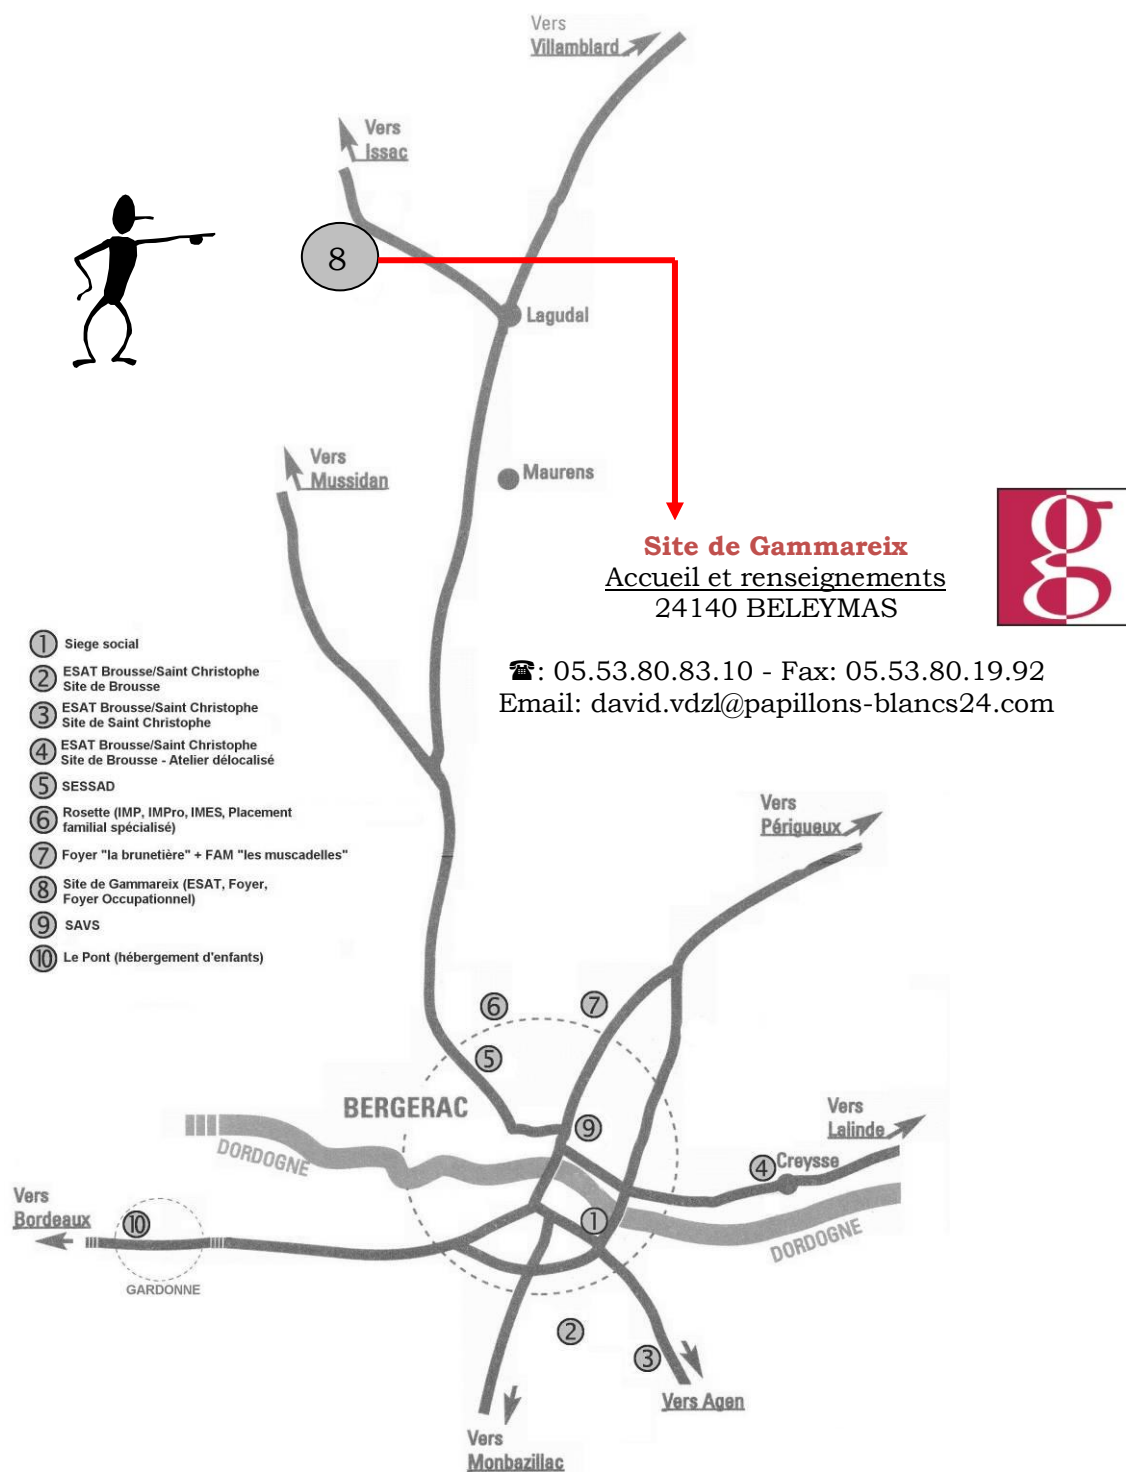 Vers
Villamblard
Vers
Issac
8
Lagudal
Vers
Mussidan
Maurens
g
Site de Gammareix
Accueil et renseignements
24140 BELEYMAS
☎: 05.53.80.83.10 - Fax: 05.53.80.19.92
Email: david.vdzl@papillons-blancs24.com
1 Siege social
2 ESAT Brousse/Saint Christophe
Site de Brousse
3 ESAT Brousse/Saint Christophe
Site de Saint Christophe
4 ESAT Brousse/Saint Christophe
Site de Brousse - Atelier délocalisé
5 SESSAD
6 Rosette (IMP, IMPro, IMES, Placement
familial spécialisé)
7 Foyer "la brunetière" + FAM "les muscadelles"
8 Site de Gammareix (ESAT, Foyer,
Foyer Occupationnel)
9 SAVS
10 Le Pont (hébergement d'enfants)
Vers
Périgueux
6
7
5
BERGERAC
9
Vers
Lalinde
DORDOGNE
4
Creysse
Vers
Bordeaux
10
1
DORDOGNE
GARDONNE
2
3
Vers Agen
Vers
Monbazillac